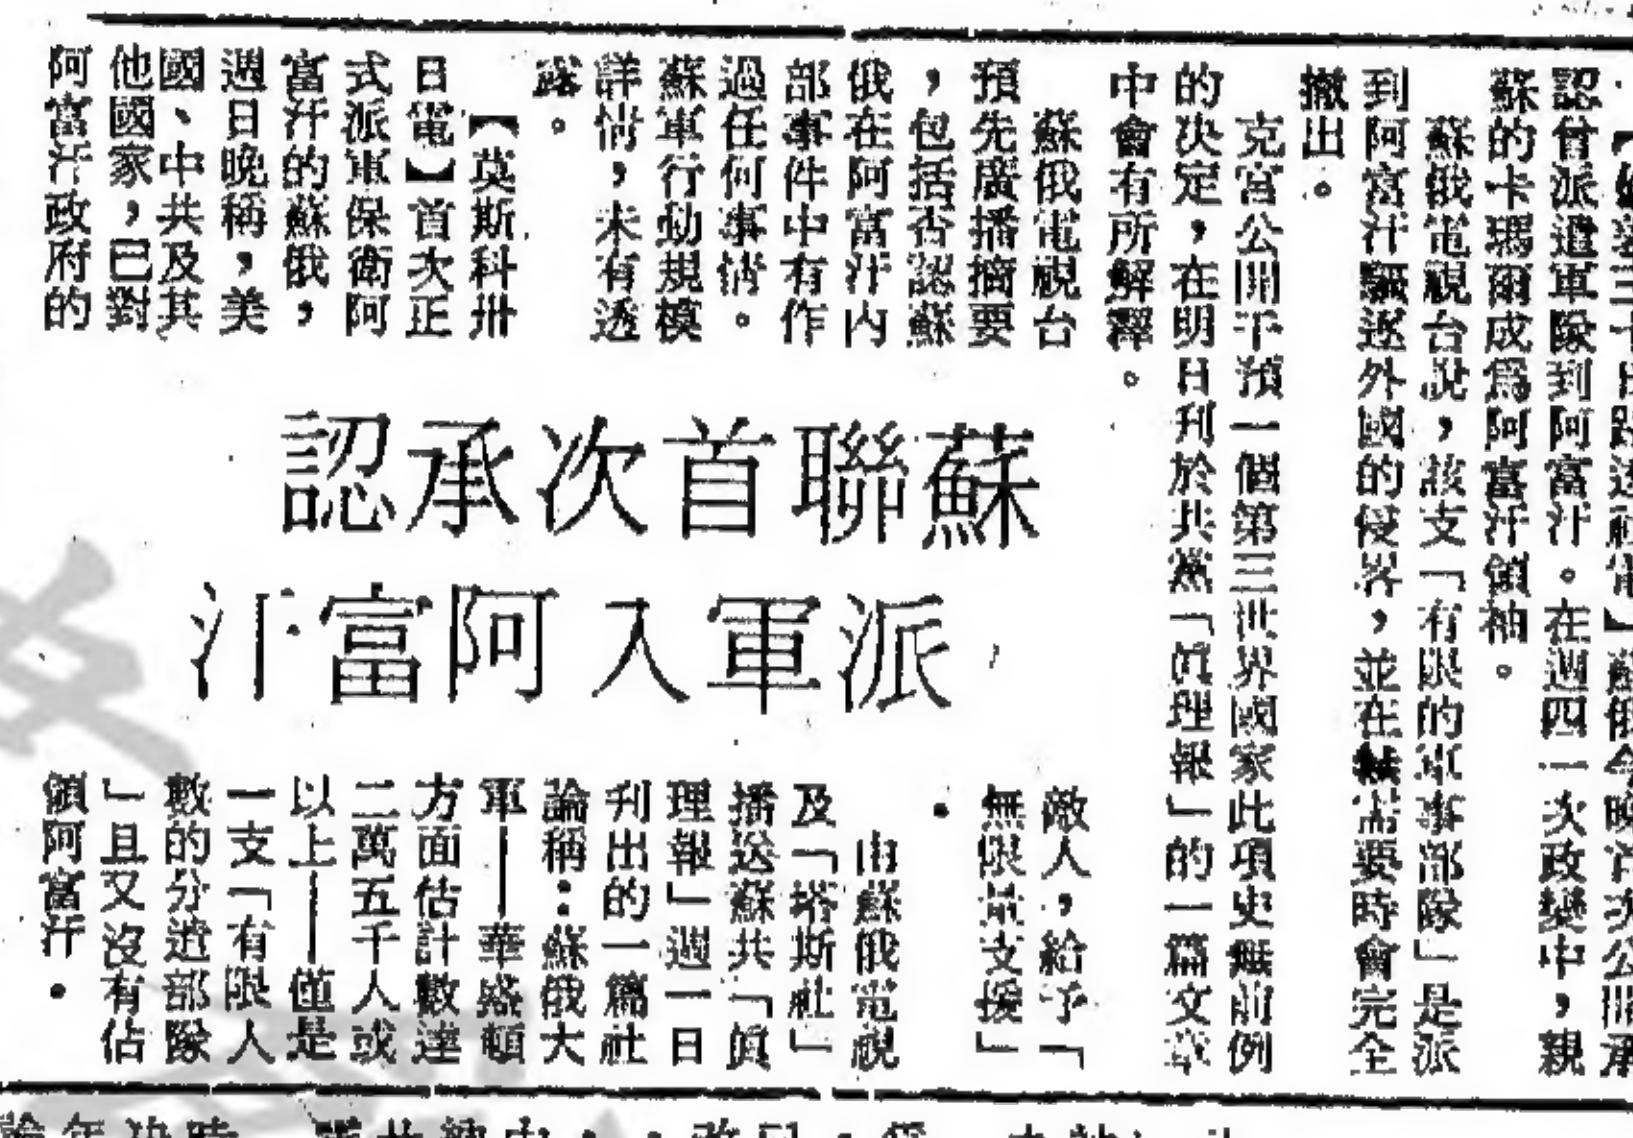 蘇聯首次承認
派軍入阿富汗
三十日路透社電】蘇俄今晚首次公開承
認曾派遣軍隊到阿富汗。在週四一次政變中，親
蘇的卡瑪爾成爲阿富汗領袖。
蘇俄電視台說，該支「有限的軍事部隊」是派
到阿富汗驅逐外國的侵畧，並在需要時會完全
撤出。
克宮公開干預一個第三世界國家此項史無前例
的决定，在明日刊於共黨「眞理報」的一篇文章
中會有所解釋。
蘇俄電視台
預先廣播摘要
，包括否認蘇
俄在阿富汗內
部事件中有作
過任何事情。
蘇軍行動規模
詳情，未有透
露。
【莫斯科卅
日電】首次正
式派軍保衛阿
富汗的蘇俄，
週日晚稱，美
國、中共及其
他國家，已對
阿富汗政府的
敵人，給予「
無限量支援」
。
由蘇俄電視
及「塔斯社」
播送蘇共「眞
理報」週一日
刋出的一篇社
論稱：蘇俄大
軍——華盛頓
方面估計數達
二萬五千人或
以上——僅是
一支「有限人
數的分遣部隊
」且又沒有佔
領阿富汗。